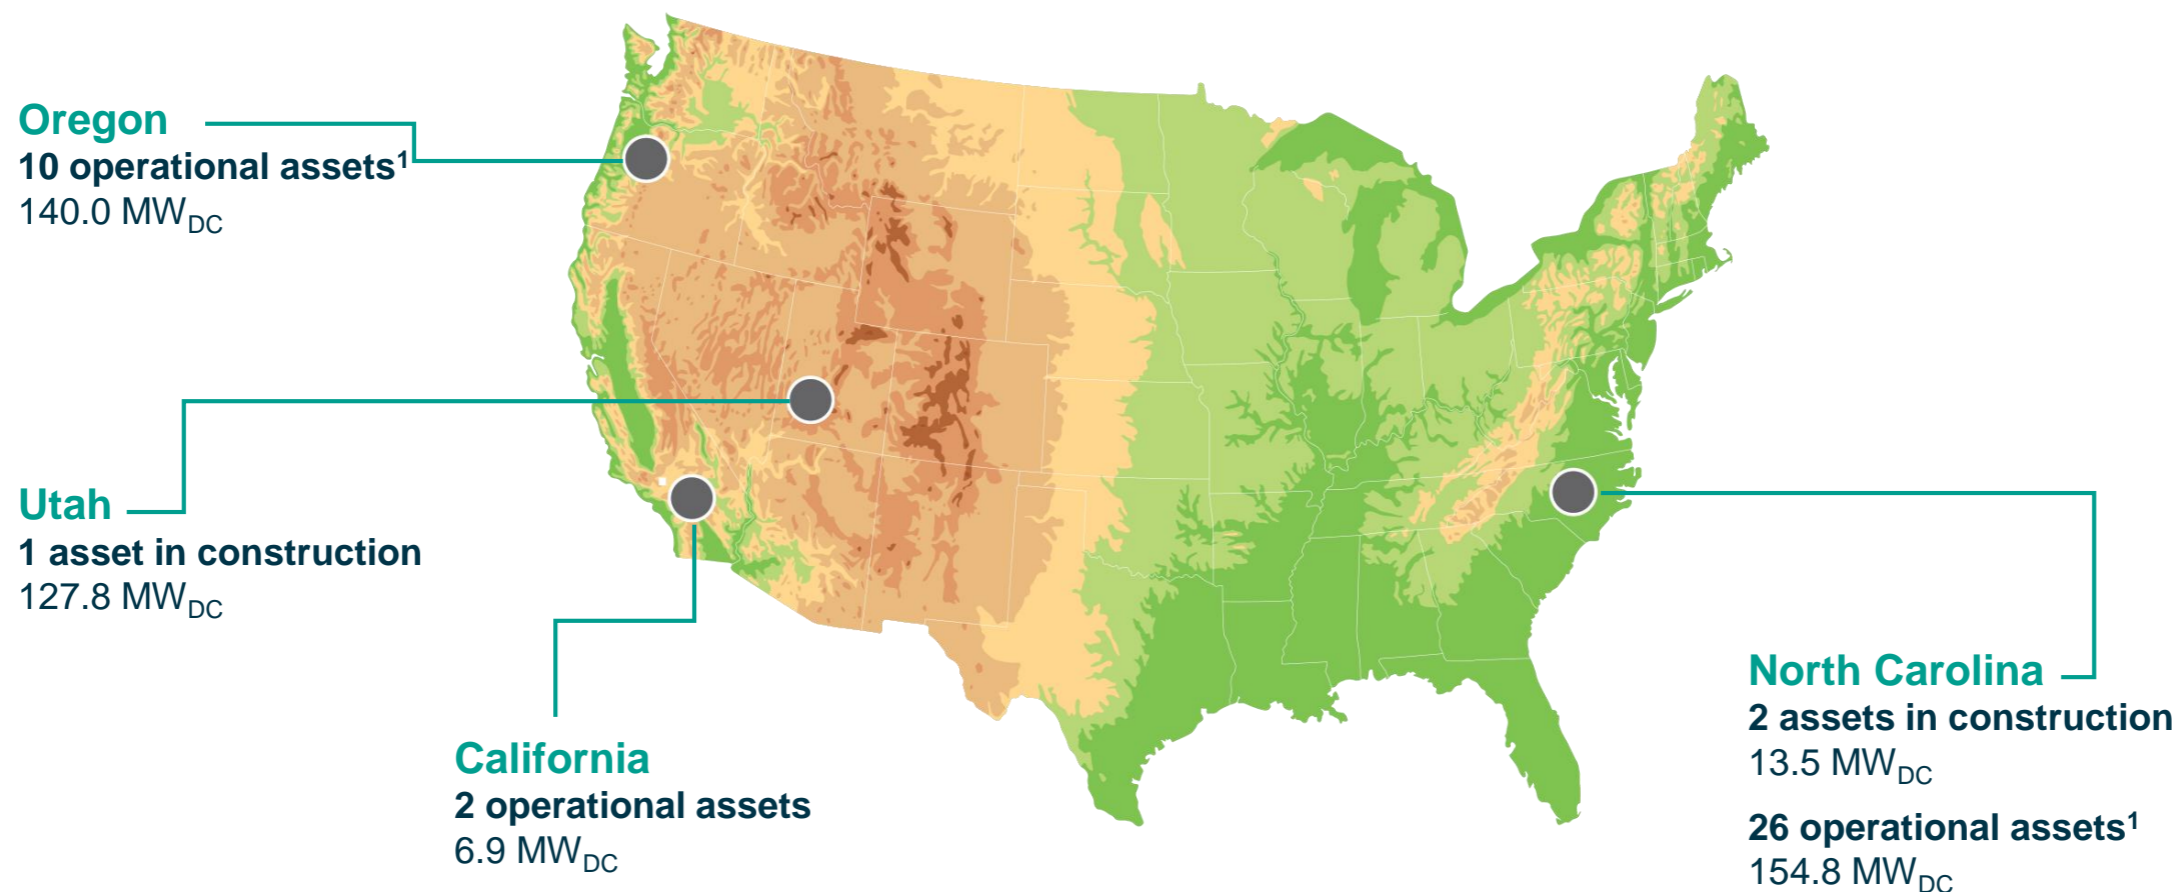 Oregon
10 operational assets¹
140.0 MWDC
Utah
1 asset in construction
127.8 MWDC
California
2 operational assets
6.9 MWDC
North Carolina
2 assets in construction
13.5 MWDC
26 operational assets¹
154.8 MWDC